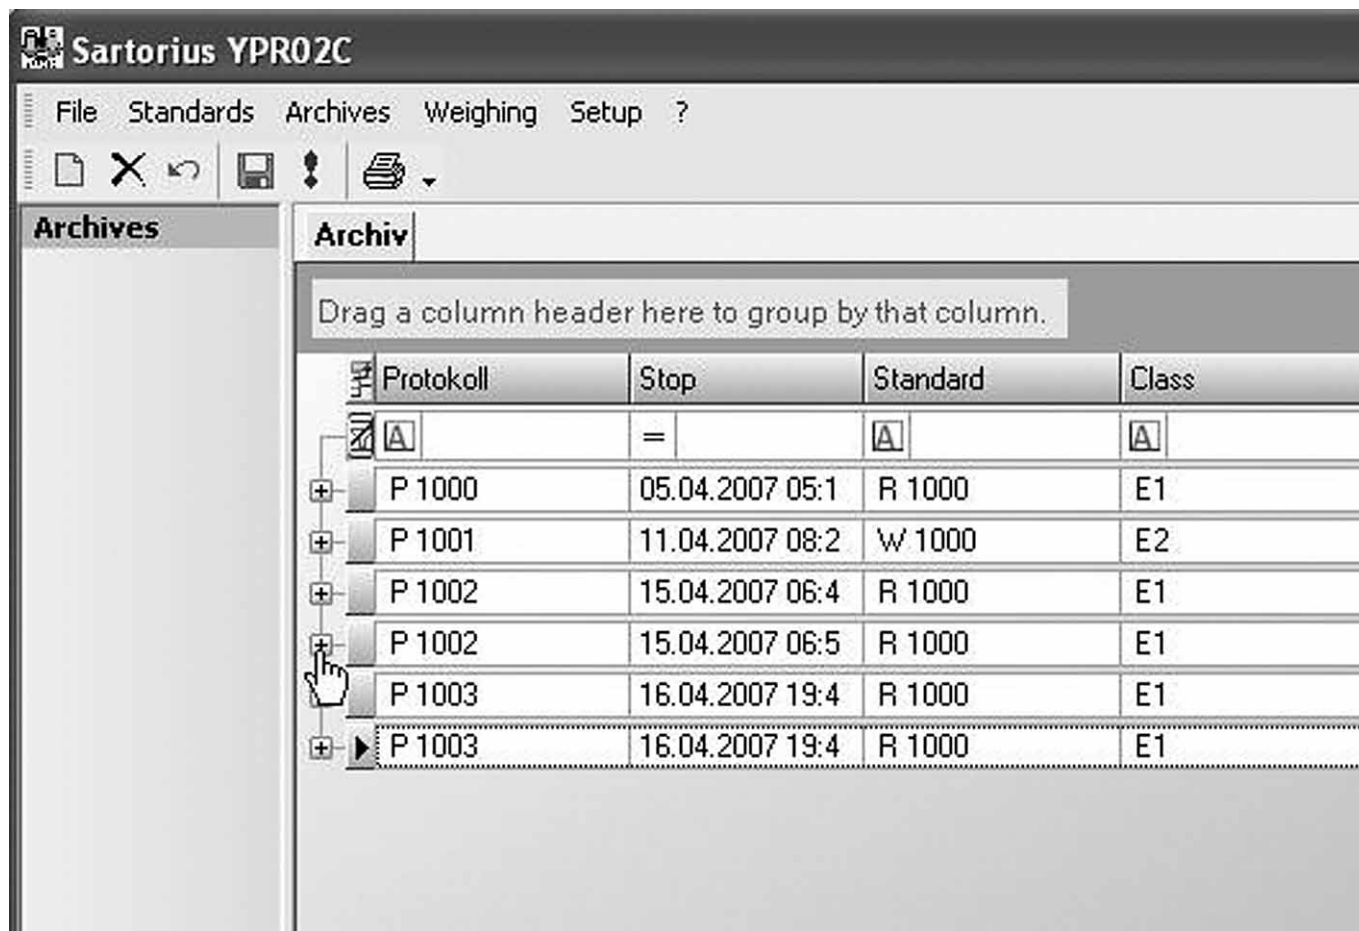 Sartorius YPR02C
File Standards Archives Weighing Setup ?
Archives
Archiv
Drag a column header here to group by that column.
Protokoll Stop Standard Class
A = A A
P 1000 05.04.2007 05:1 R 1000 E1
P 1001 11.04.2007 08:2 W 1000 E2
P 1002 15.04.2007 06:4 R 1000 E1
P 1002 15.04.2007 06:5 R 1000 E1
P 1003 16.04.2007 19:4 R 1000 E1
P 1003 16.04.2007 19:4 R 1000 E1